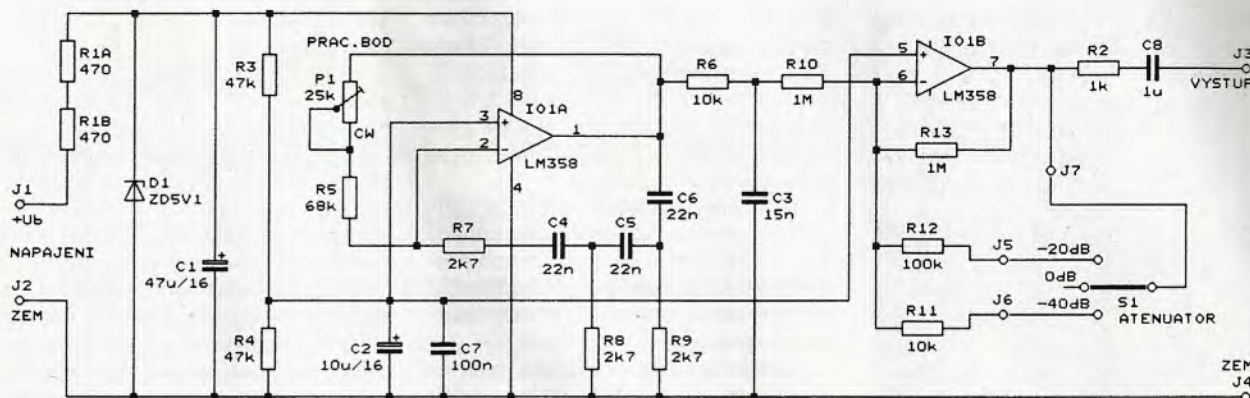 R1A
470
R1B
470
J1
+Ub
NAPAJENI
J2
ZEM
D1
ZD5V1
C1
47u/16
R3
47k
R4
47k
PRAC.BOD
P1
25k
CW
R5
68k
3
2
8
4
1
+
-
IO1A
LM358
R7
2k7
C4
22n
C5
22n
C2
10u/16
C7
100n
R8
2k7
R9
2k7
C6
22n
R6
10k
C3
15n
R10
1M
5
6
7
+
-
IO1B
LM358
R13
1M
R2
1k
C8
1u
J3
VYSTUP
J7
R12
100k
J5
-20dB
0dB
R11
10k
J6
-40dB
S1
ATENUATOR
ZEM
J4